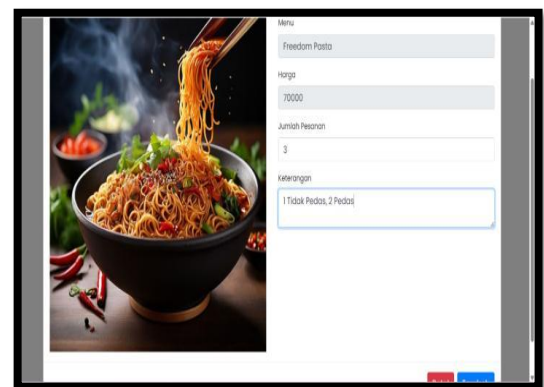 Menu
Freedom Pasta
Harga
70000
Jumlah Pesanan
3
Keterangan
1 Tidak Pedas, 2 Pedas